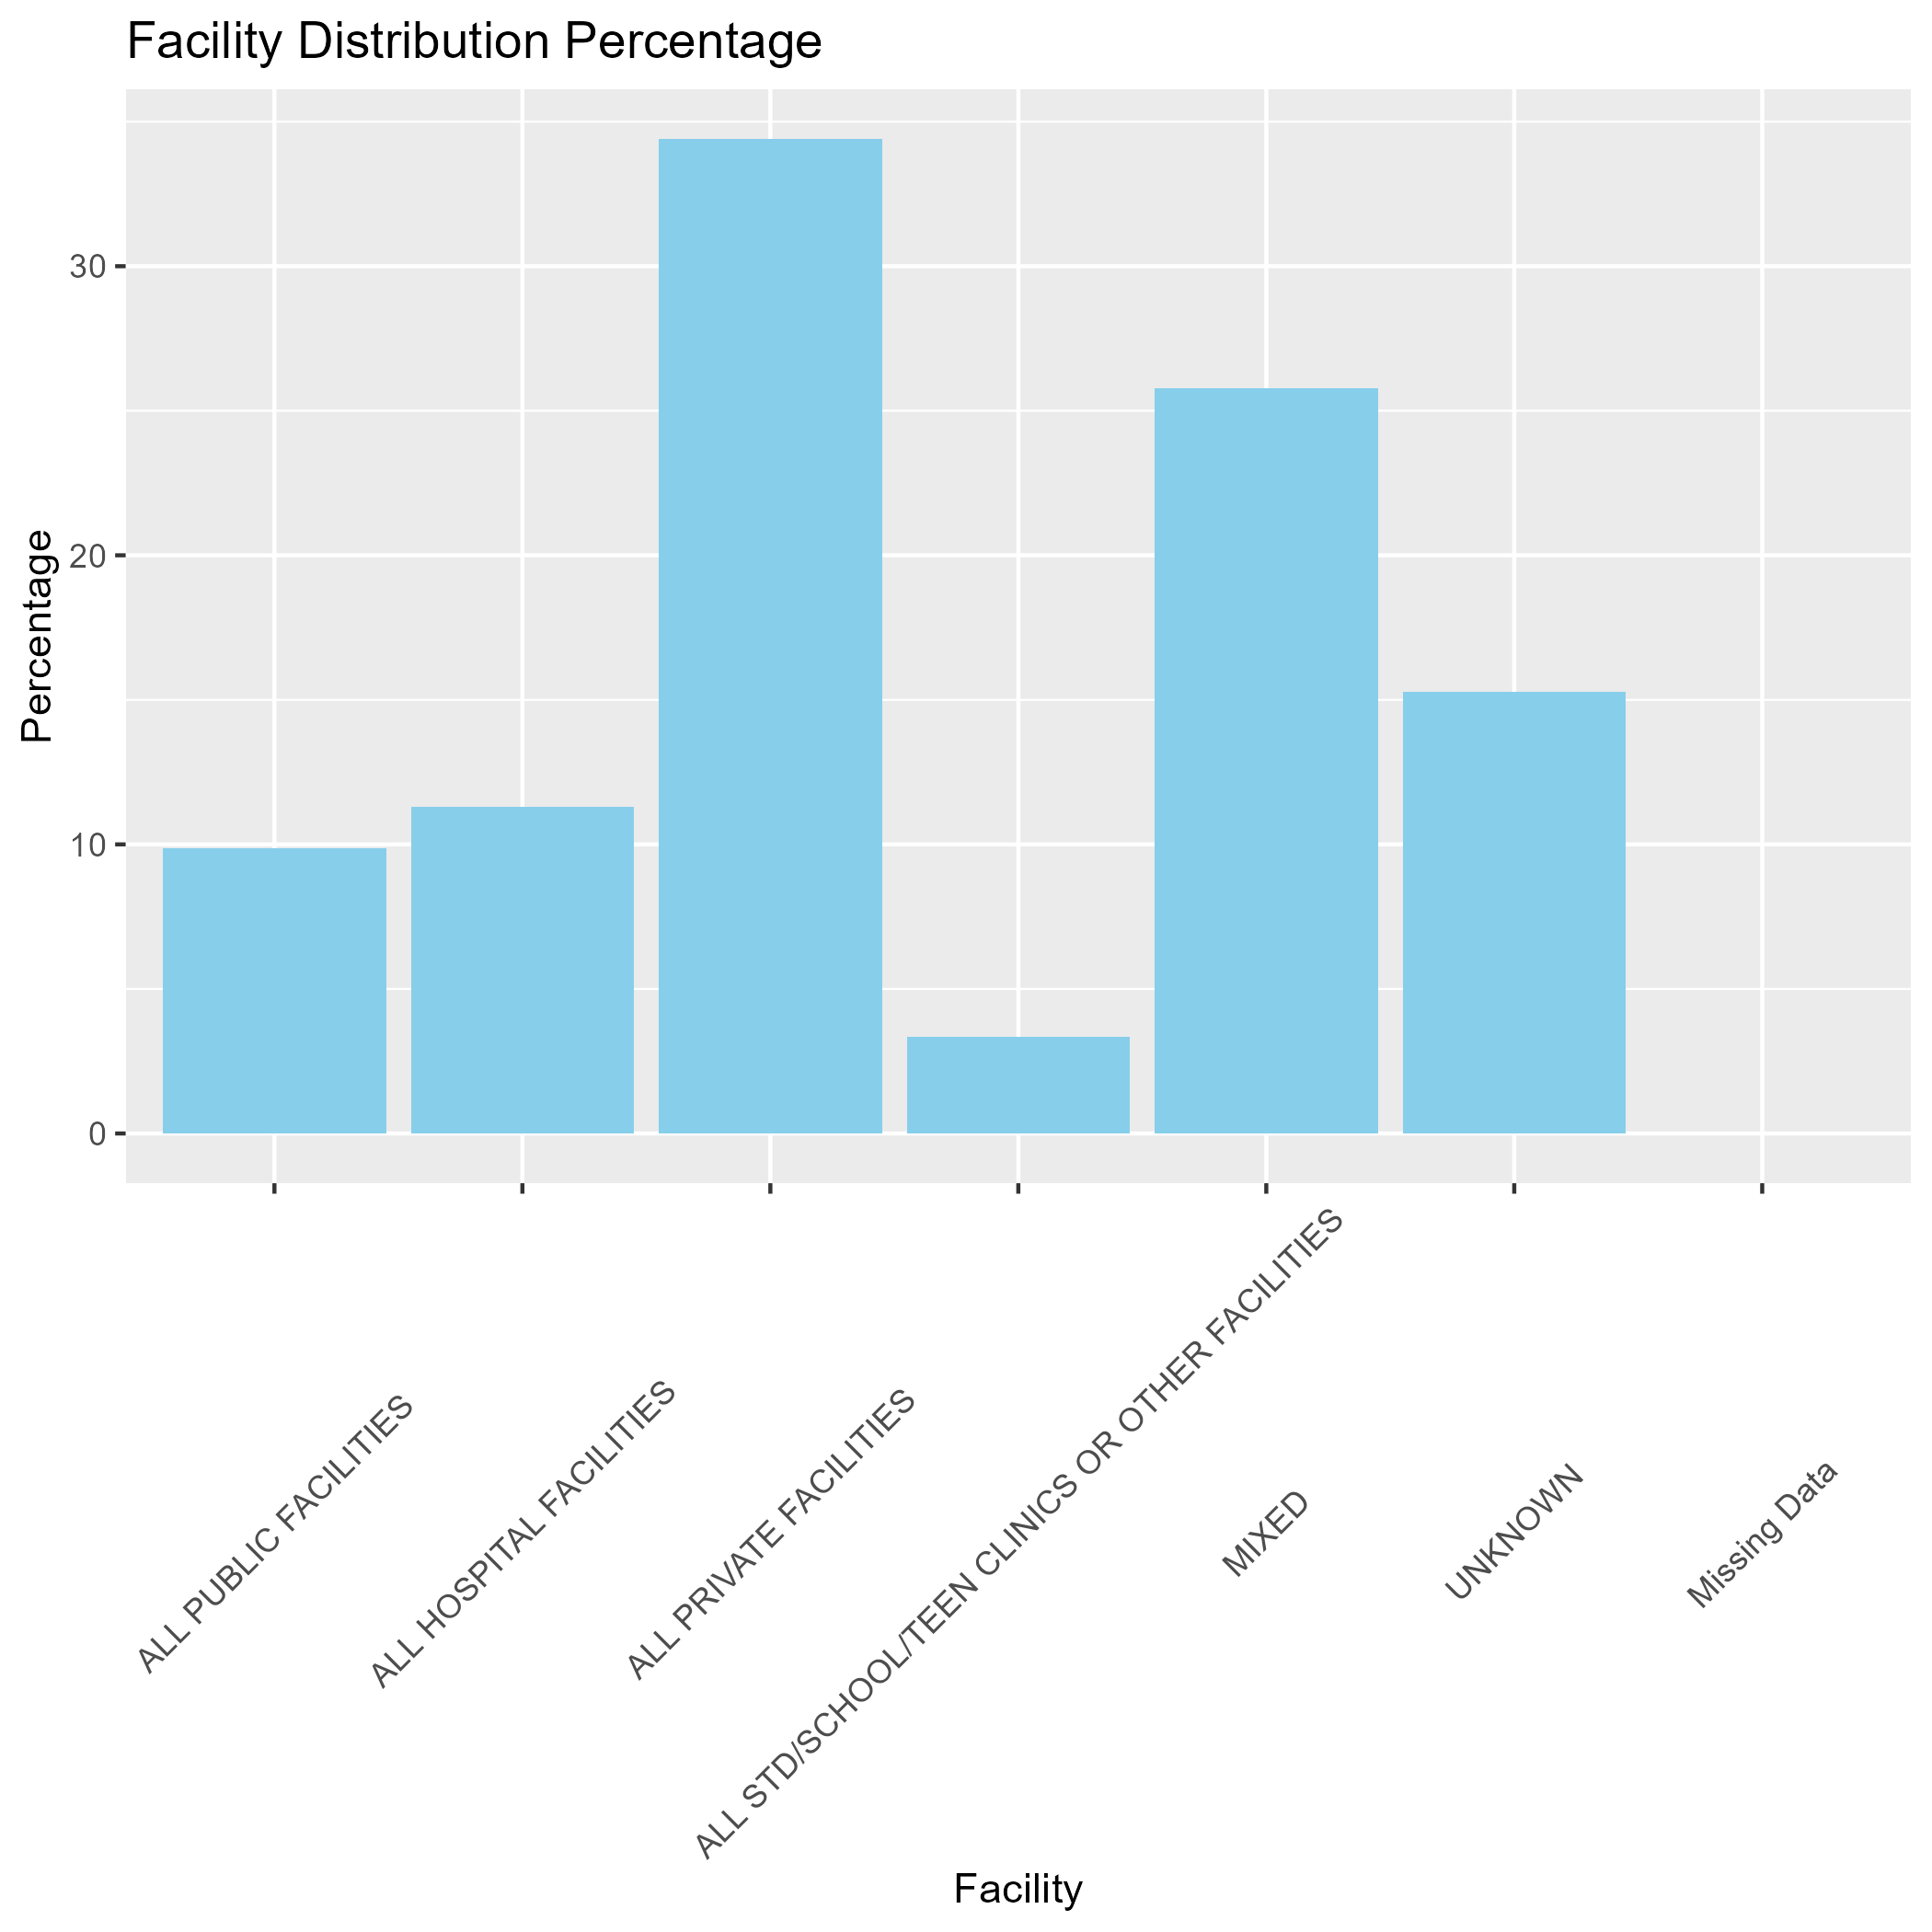 Facility Distribution Percentage
Percentage
30
20
10
0
ALL PUBLIC FACILITIES
ALL HOSPITAL FACILITIES
ALL PRIVATE FACILITIES
ALL STD/SCHOOL/TEEN CLINICS OR OTHER FACILITIES
MIXED
UNKNOWN
Missing Data
Facility